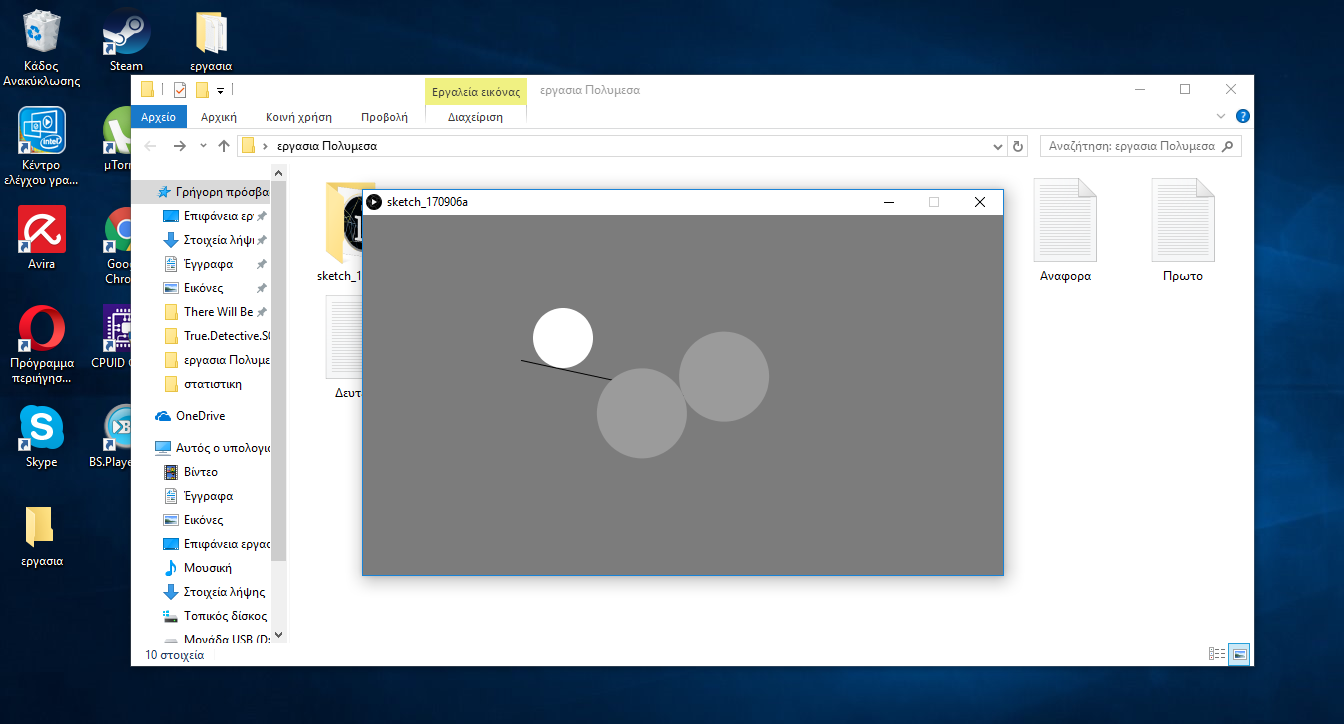 Κάδος
Ανακύκλωσης
Steam
εργασια
Κέντρο
ελέγχου γρα...
μTorr
Avira
Goo
Chro
Πρόγραμμα
περιήγησ...
CPUID
Skype
BS.Playe
εργασια
Εργαλεία εικόνας
εργασια Πολυμεσα
Αρχείο
Αρχική
Κοινή χρήση
Προβολή
Διαχείριση
εργασια Πολυμεσα
Αναζήτηση: εργασια Πολυμεσα
Γρήγορη πρόσβα
Επιφάνεια ερ
Στοιχεία λήψ
Έγγραφα
Εικόνες
There Will Be
True.Detective.S0
εργασια Πολυμε
στατιστικη
OneDrive
Αυτός ο υπολογι
Βίντεο
Έγγραφα
Εικόνες
Επιφάνεια εργασ
Μουσική
Στοιχεία λήψης
Τοπικός δίσκος
Μονάδα USB (D:
10 στοιχεία
sketch_1
Δευτ
sketch_170906a
Αναφορα
Πρωτο